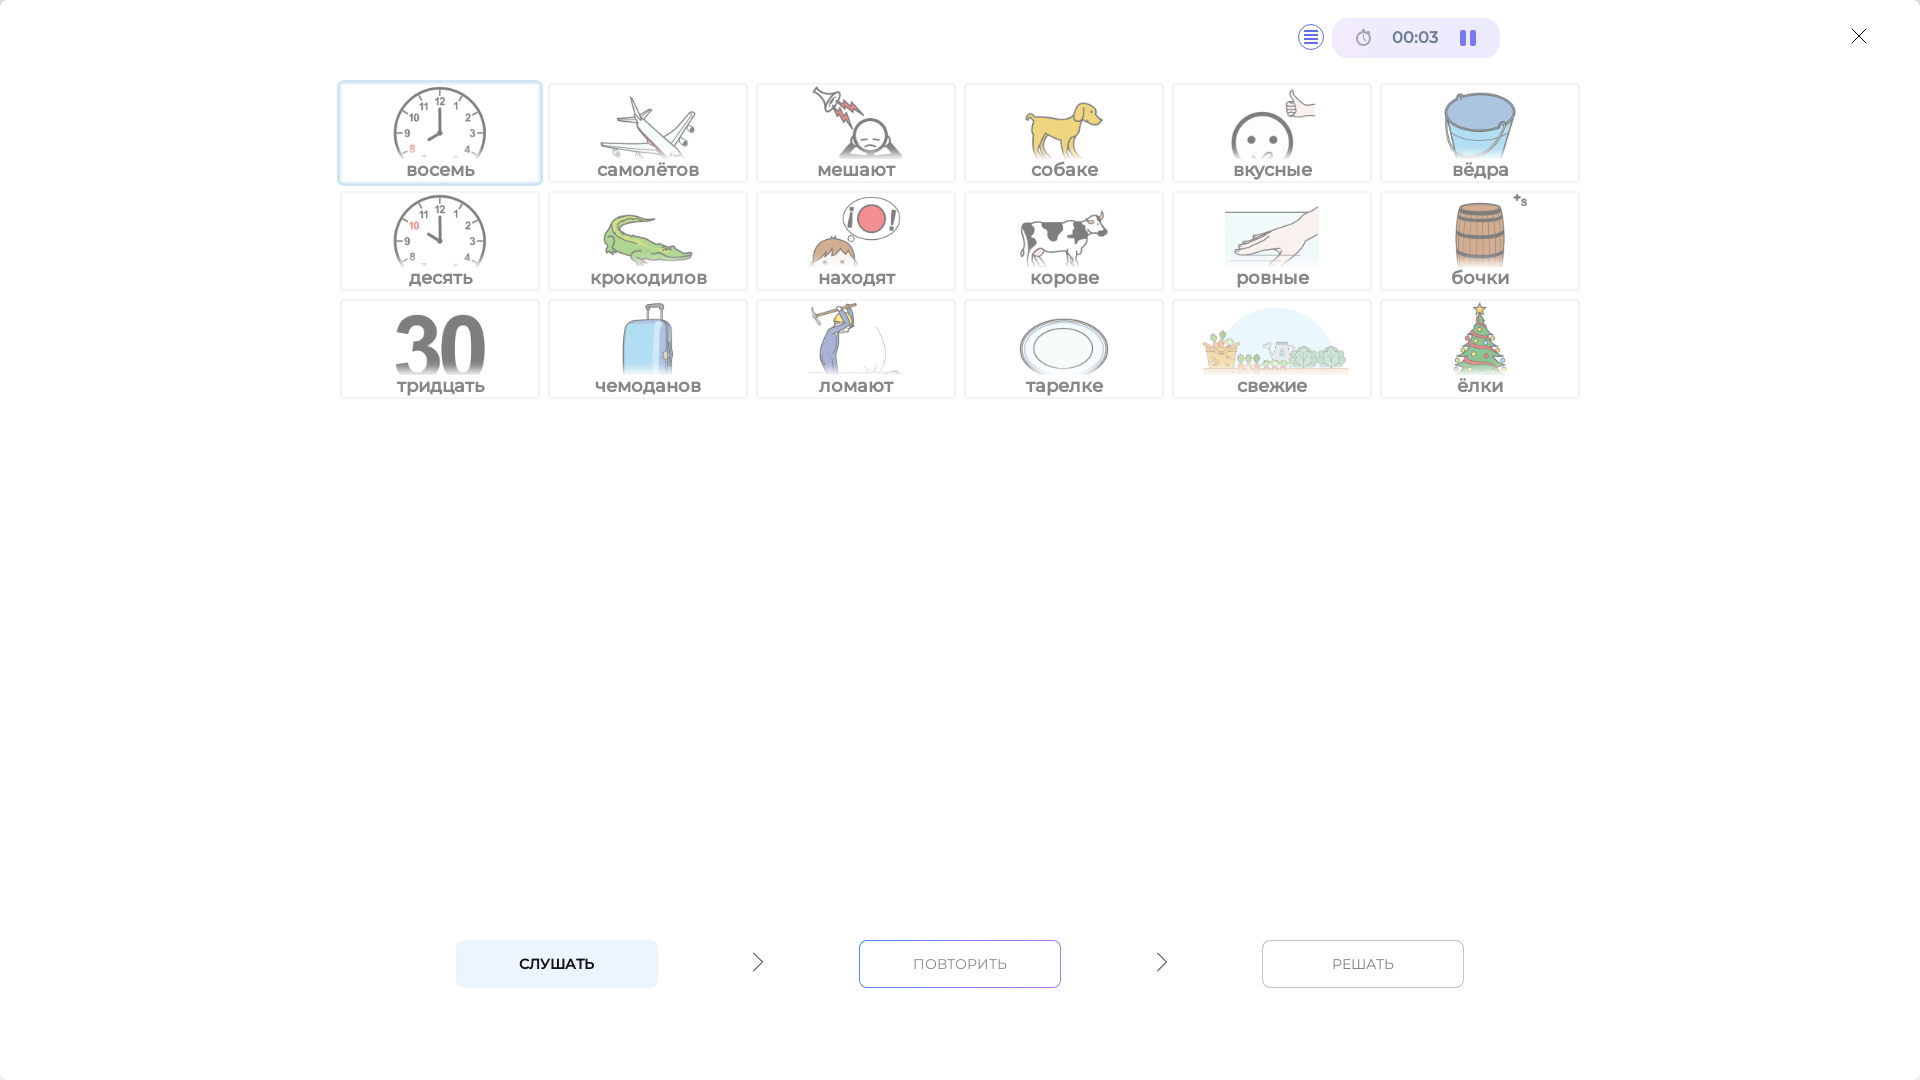 00:03
восемь самолётов мешают собаке вкусные вёдра
десять крокодилов находят корове ровные бочки
30
тридцать чемоданов ломают тарелке свежие ёлки
СЛУШАТЬ ПОВТОРИТЬ РЕШАТЬ